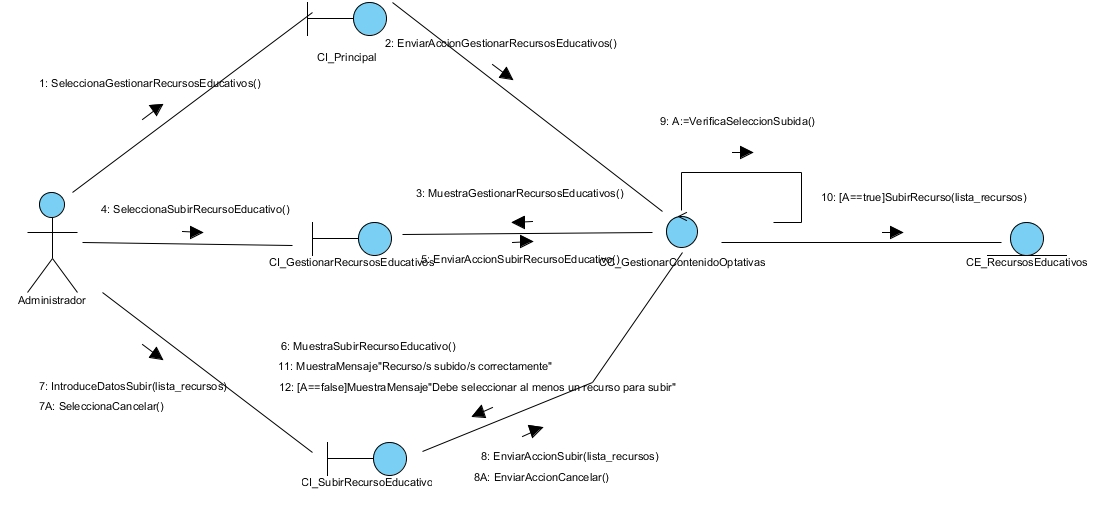 CI_Principal
2: EnviarAccionGestionarRecursosEducativos()
1: SeleccionaGestionarRecursosEducativos()
9: A:=VerificaSeleccionSubida()
3: MuestraGestionarRecursosEducativos()
10: [A==true]SubirRecurso(lista_recursos)
4: SeleccionaSubirRecursoEducativo()
CI_GestionarRecursosEducativos
5: EnviarAccionSubirRecursoEducativo()
CC_GestionarContenidoOptativas
CE_RecursosEducativos
Administrador
6: MuestraSubirRecursoEducativo()
11: MuestraMensaje"Recurso/s subido/s correctamente"
12: [A==false]MuestraMensaje"Debe seleccionar al menos un recurso para subir"
7: IntroduceDatosSubir(lista_recursos)
7A: SeleccionaCancelar()
8: EnviarAccionSubir(lista_recursos)
8A: EnviarAccionCancelar()
CI_SubirRecursoEducativo